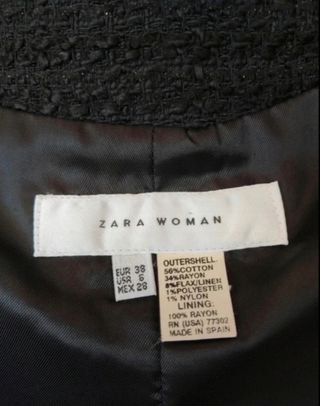 ZARA WOMAN
EUR 38
USA 6
MEX 28
OUTERSHELL:
56%COTTON
34%RAYON
8%FLAX/LINEN
1%POLYESTER
1% NYLON
LINING:
100% RAYON
RN (USA) 77302
MADE IN SPAIN